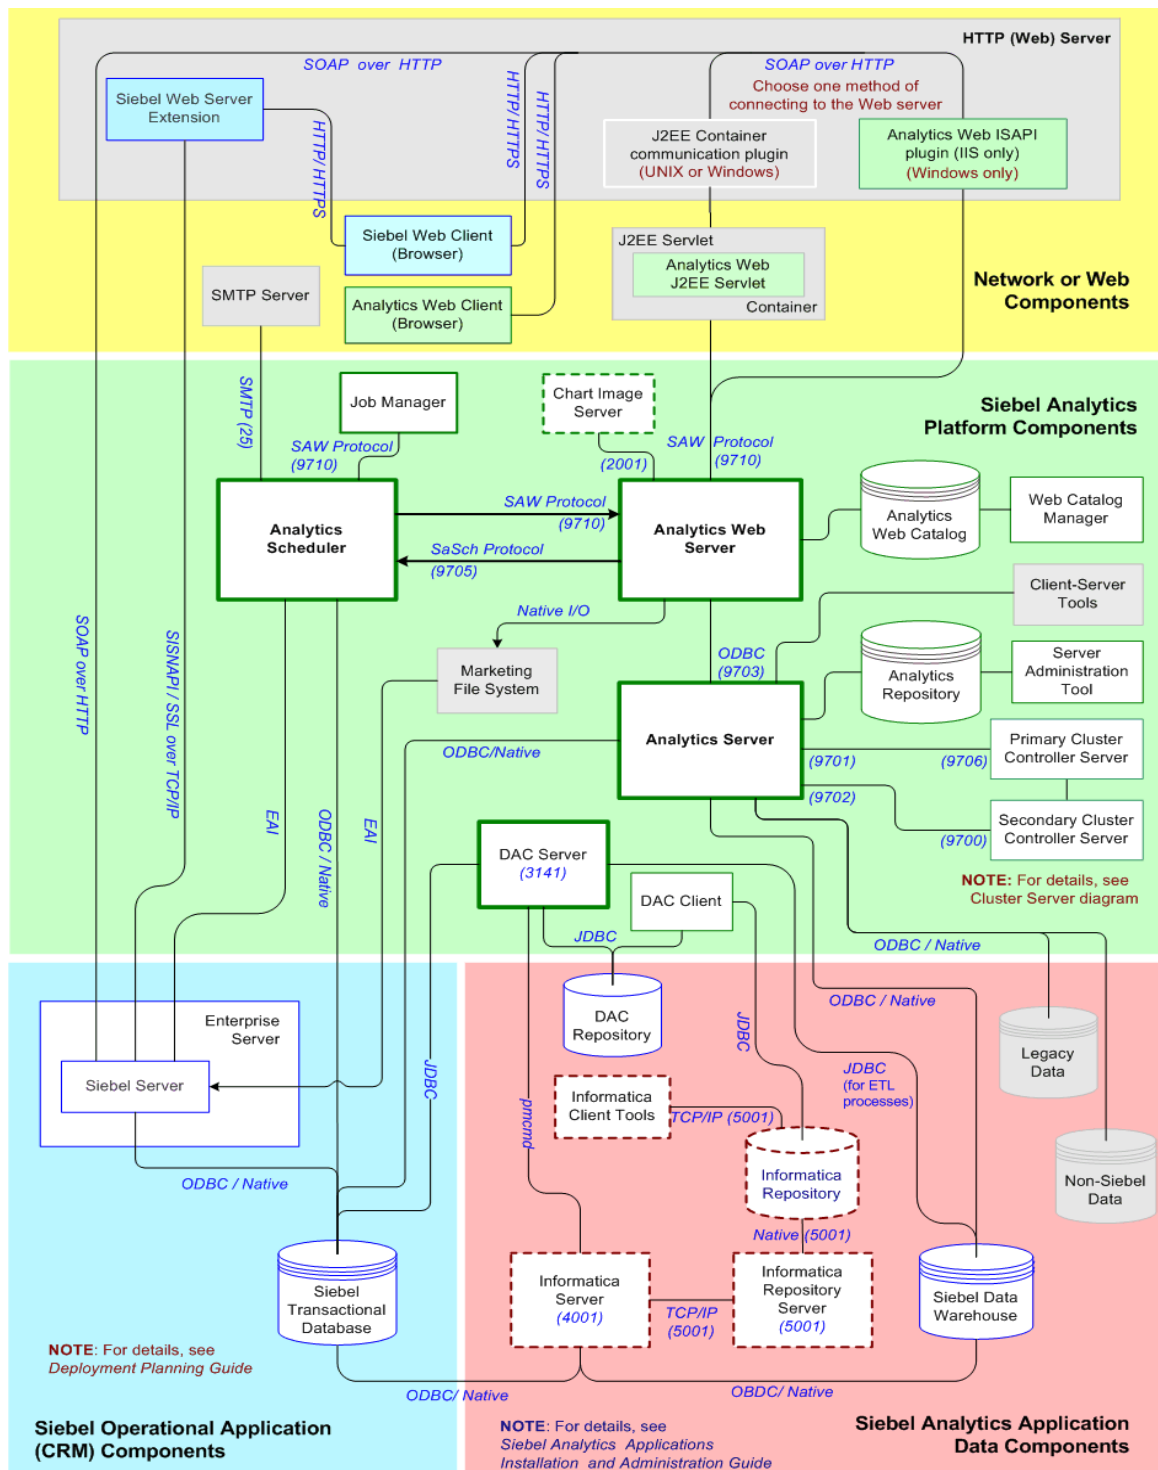 HTTP (Web) Server
SOAP over HTTP
SOAP over HTTP
Choose one method of
connecting to the Web server
Siebel Web Server
Extension
HTTP/ HTTPS
HTTP/ HTTPS
HTTP/ HTTPS
J2EE Container
communication plugin
(UNIX or Windows)
Analytics Web ISAPI
plugin (IIS only)
(Windows only)
Siebel Web Client
(Browser)
J2EE Servlet
Analytics Web
J2EE Servlet
Container
SMTP Server
Analytics Web Client
(Browser)
Network or Web
Components
SMTP (25)
Job Manager
Chart Image
Server
Siebel Analytics
Platform Components
SAW Protocol
(9710)
(2001)
SAW Protocol
(9710)
Analytics
Scheduler
SAW Protocol
(9710)
SaSch Protocol
(9705)
Analytics Web
Server
Analytics
Web Catalog
Web Catalog
Manager
Client-Server
Tools
Native I/O
SOAP over HTTP
SISNAPI / SSL over TCP/IP
Marketing
File System
ODBC
(9703)
Analytics
Repository
Server
Administration
Tool
ODBC/Native
Analytics Server
(9701)
(9706)
Primary Cluster
Controller Server
(9702)
(9700)
Secondary Cluster
Controller Server
EAI
ODBC / Native
EAI
DAC Server
(3141)
DAC Client
NOTE: For details, see
Cluster Server diagram
JDBC
ODBC / Native
Enterprise
Server
Siebel Server
JDBC
pmcmd
DAC
Repository
JDBC
ODBC / Native
Legacy
Data
JDBC
(for ETL
processes)
Informatica
Client Tools
TCP/IP (5001)
Informatica
Repository
Non-Siebel
Data
ODBC / Native
Native (5001)
Siebel
Transactional
Database
Informatica
Server
(4001)
TCP/IP
(5001)
Informatica
Repository
Server
(5001)
Siebel Data
Warehouse
NOTE: For details, see
Deployment Planning Guide
ODBC/ Native
OBDC/ Native
Siebel Operational Application
(CRM) Components
NOTE: For details, see
Siebel Analytics Applications
Installation and Administration Guide
Siebel Analytics Application
Data Components